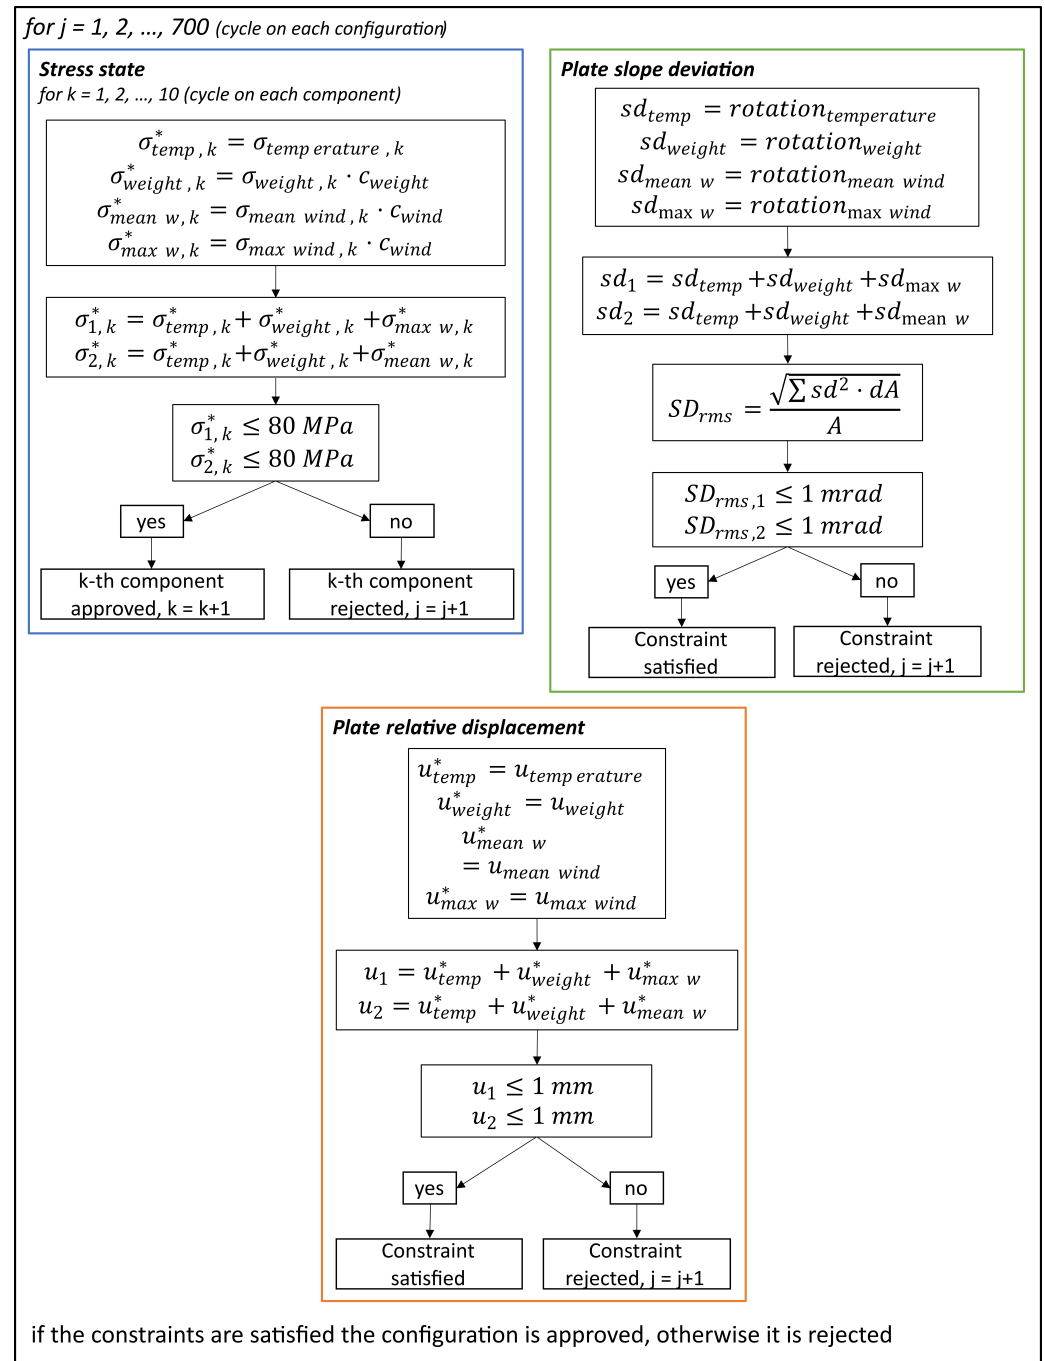 for j = 1, 2, ..., 700 (cycle on each configuration)
Stress state
for k = 1, 2, ..., 10 (cycle on each component)
σ*temp, k = σtemp erature, k
σ*weight, k = σweight, k · cweight
σ*mean w, k = σmean wind, k · cwind
σ*max w, k = σmax wind, k · cwind
σ*1, k = σ*temp, k + σ*weight, k + σ*max w, k
σ*2, k = σ*temp, k + σ*weight, k + σ*mean w, k
σ*1, k ≤ 80 MPa
σ*2, k ≤ 80 MPa
yes
no
k-th component
approved, k = k+1
k-th component
rejected, j = j+1
Plate slope deviation
sdtemp = rotationtemperature
sdweight = rotationweight
sdmean w = rotationmean wind
sdmax w = rotationmax wind
sd1 = sdtemp +sdweight +sdmax w
sd2 = sdtemp +sdweight +sdmean w
SDrms = √(∑ sd² · dA) / A
SDrms,1 ≤ 1 mrad
SDrms,2 ≤ 1 mrad
yes
no
Constraint
satisfied
Constraint
rejected, j = j+1
Plate relative displacement
u*temp = utemp erature
u*weight = uweight
u*mean w
= umean wind
u*max w = umax wind
u1 = u*temp + u*weight + u*max w
u2 = u*temp + u*weight + u*mean w
u1 ≤ 1 mm
u2 ≤ 1 mm
yes
no
Constraint
satisfied
Constraint
rejected, j = j+1
if the constraints are satisfied the configuration is approved, otherwise it is rejected